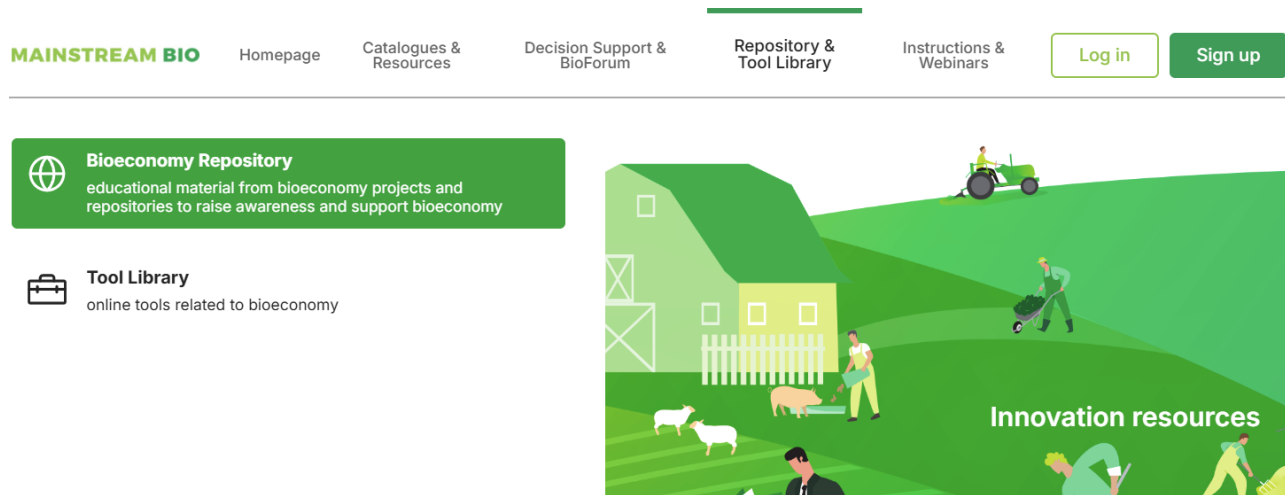 MAINSTREAM BIO
Homepage
Catalogues &
Resources
Decision Support &
BioForum
Repository &
Tool Library
Instructions &
Webinars
Log in
Sign up
Bioeconomy Repository
educational material from bioeconomy projects and
repositories to raise awareness and support bioeconomy
Tool Library
online tools related to bioeconomy
Innovation resources